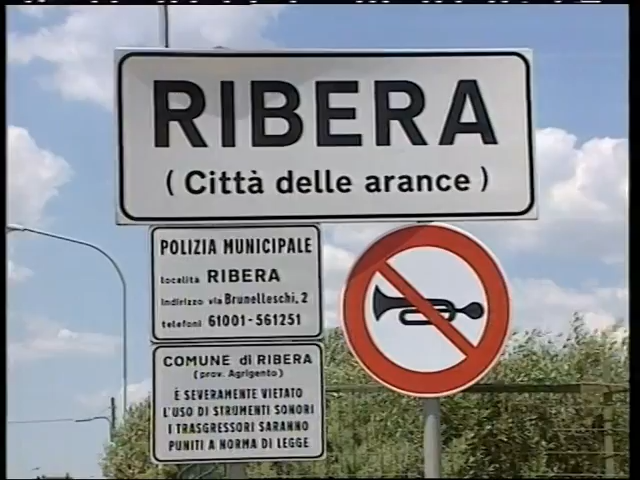 RIBERA
(Città delle arance)
POLIZIA MUNICIPALE
località RIBERA
indirizzo via Brunelleschi, 2
telefoni 61001-561251
COMUNE di RIBERA
(prov. Agrigento)
È SEVERAMENTE VIETATO
L'USO DI STRUMENTI SONORI
I TRASGRESSORI SARANNO
PUNITI A NORMA DI LEGGE